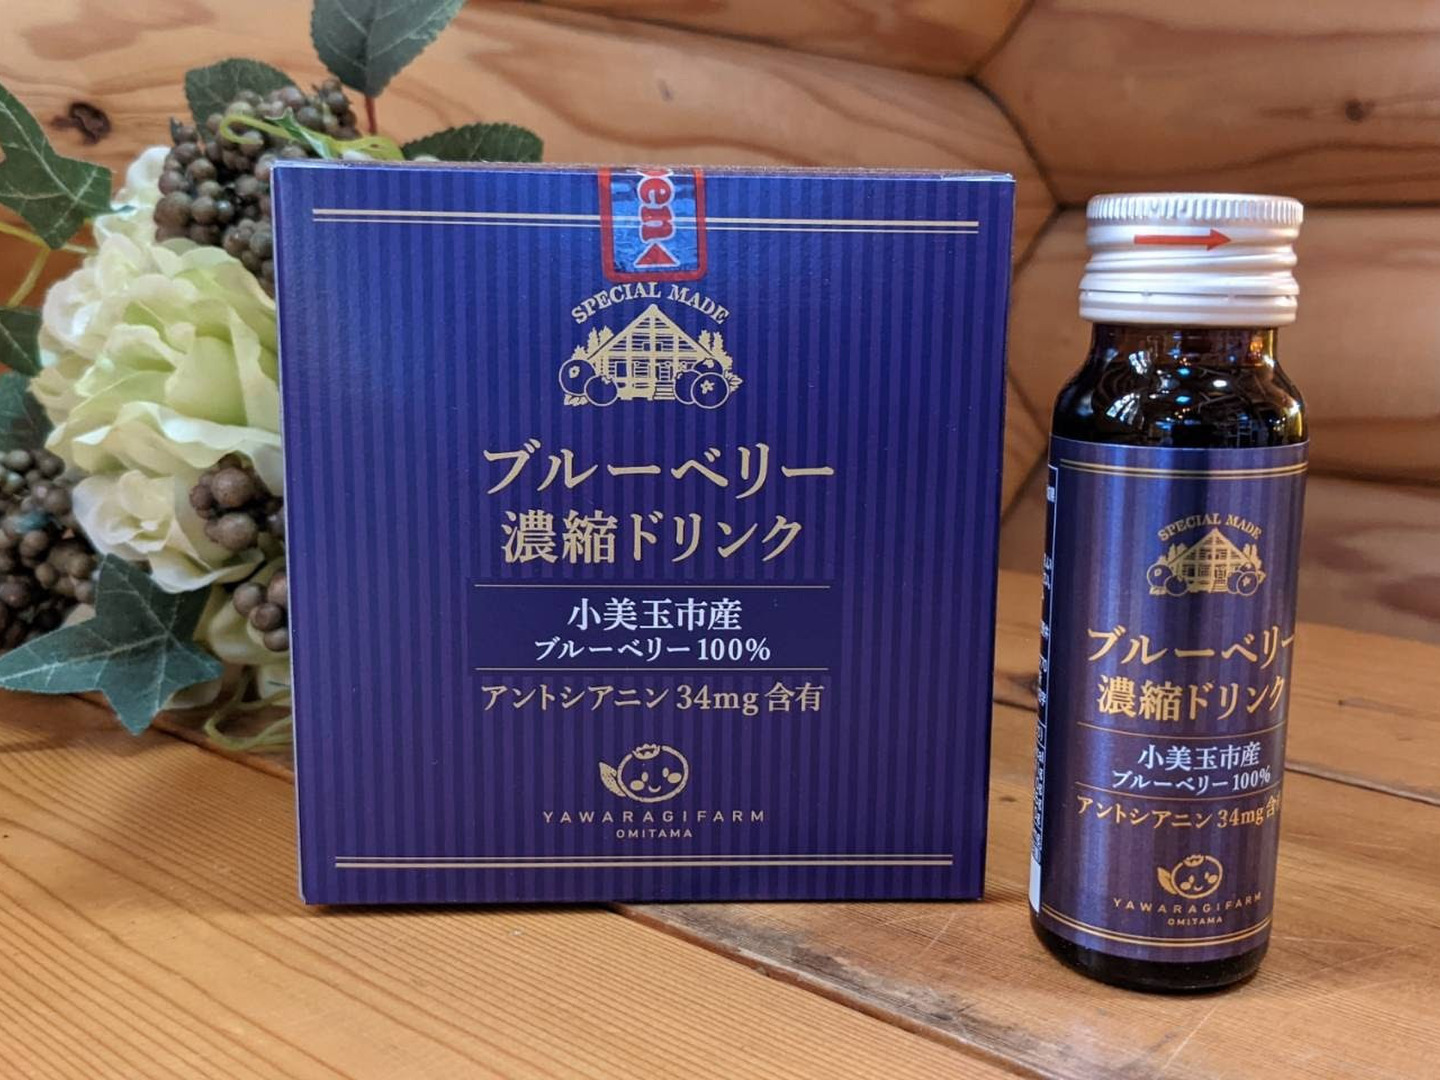 SPECIAL MADE
ブルーベリー
濃縮ドリンク
小美玉市産
ブルーベリー100%
アントシアニン34mg含有
YAWARAGIFARM
OMITAMA
SPECIAL MADE
ブルーベリー
濃縮ドリンク
小美玉市産
ブルーベリー100%
アントシアニン34mg含
YAWARAGIFARM
OMITAMA